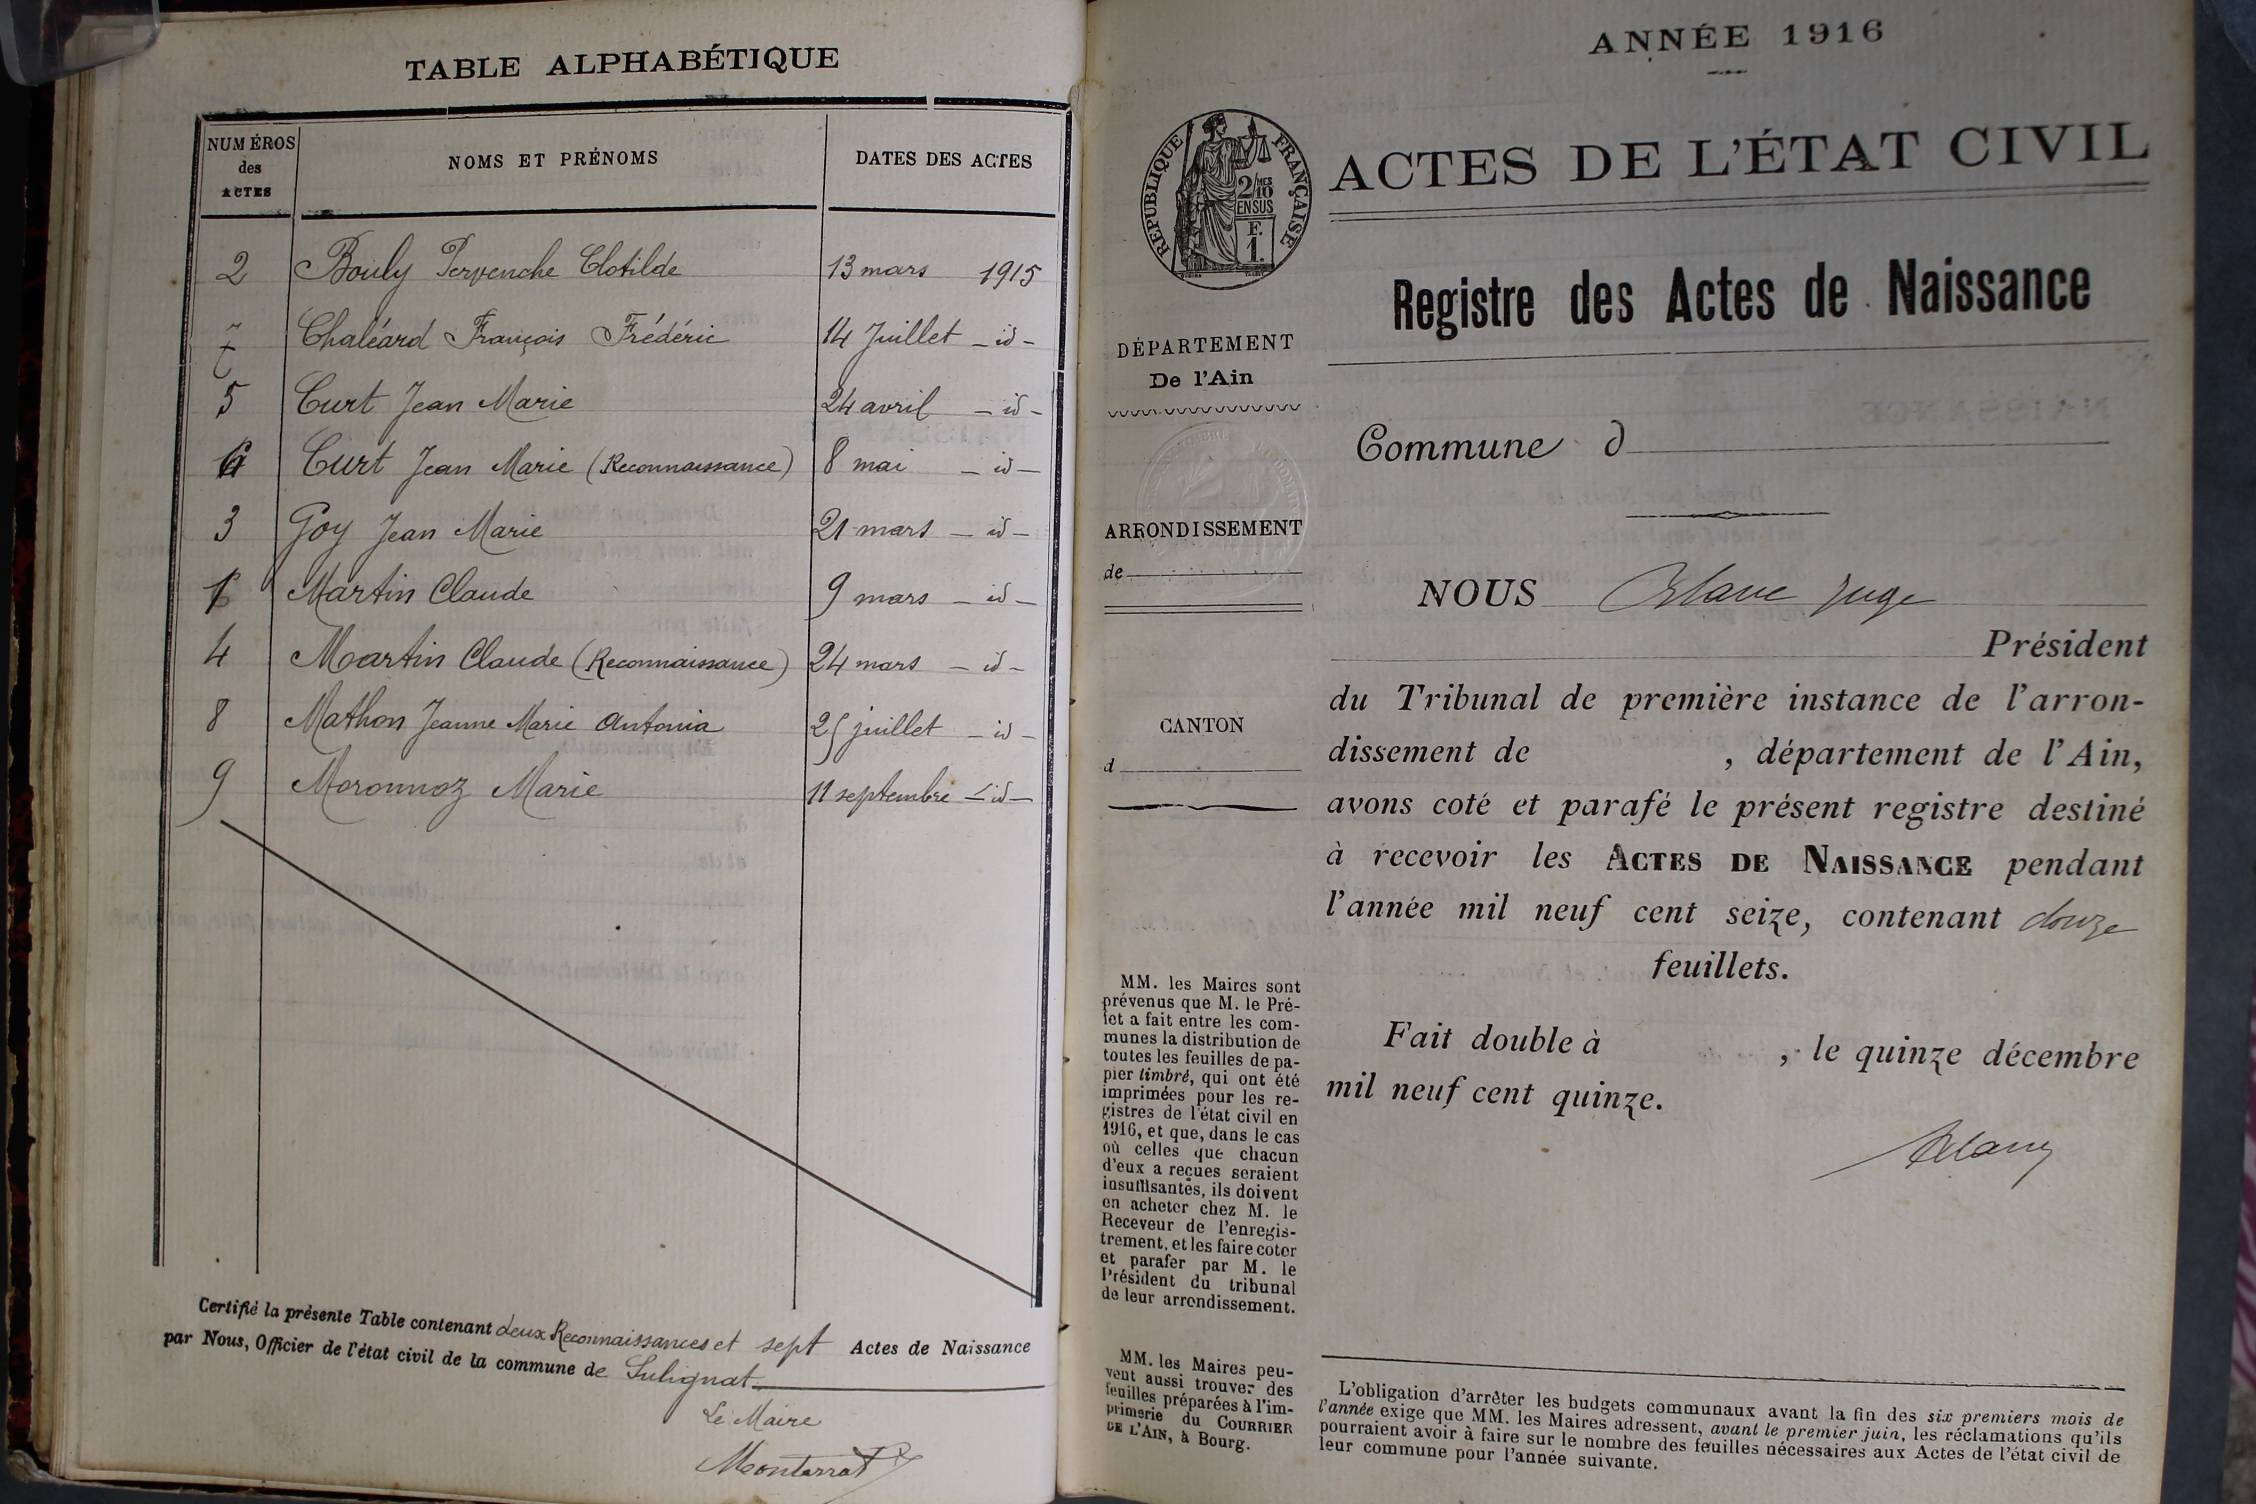 TABLE ALPHABÉTIQUE
NUMÉROS
des
ACTES
NOMS ET PRÉNOMS
DATES DES ACTES
2 Bouly Pervenche Clotilde 13 mars 1915
7 Chaléard François Frédéric 14 Juillet - id -
5 Curt Jean Marie 24 avril - id -
6 Curt Jean Marie (Reconnaissance) 8 mai - id -
3 Goy Jean Marie 21 mars - id -
1 Martin Claude 9 mars - id -
4 Martin Claude (Reconnaissance) 24 mars - id -
8 Mathon Jeanne Marie Antonia 25 juillet - id -
9 Moronnoz Marie 11 septembre - id -
Certifié la présente Table contenant deux Reconnaissances et sept Actes de Naissance
par Nous, Officier de l'état civil de la commune de Sulignat
Le Maire
Monterrat
ANNÉE 1916
RÉPUBLIQUE FRANÇAISE
2/10
EN SUS
F.
1.
ACTES DE L'ÉTAT CIVIL
Registre des Actes de Naissance
DÉPARTEMENT
De l'Ain
ARRONDISSEMENT
de
CANTON
d
MM. les Maires sont
prévenus que M. le Pré-
fet a fait entre les com-
munes la distribution de
toutes les feuilles de pa-
pier timbré, qui ont été
imprimées pour les re-
gistres de l'état civil en
1916, et que, dans le cas
où celles que chacun
d'eux a reçues seraient
insuffisantes, ils doivent
en acheter chez M. le
Receveur de l'enregis-
trement, et les faire coter
et parafer par M. le
Président du tribunal
de leur arrondissement.
MM. les Maires peu-
vent aussi trouver des
feuilles préparées à l'im-
primerie du COURRIER
DE L'AIN, à Bourg.
Commune d
NOUS Blanc Juge
Président
du Tribunal de première instance de l'arron-
dissement de , département de l'Ain,
avons coté et parafé le présent registre destiné
à recevoir les ACTES DE NAISSANCE pendant
l'année mil neuf cent seize, contenant douze
feuillets.
Fait double à , le quinze décembre
mil neuf cent quinze.
Blanc
L'obligation d'arrêter les budgets communaux avant la fin des six premiers mois de
l'année exige que MM. les Maires adressent, avant le premier juin, les réclamations qu'ils
pourraient avoir à faire sur le nombre des feuilles nécessaires aux Actes de l'état civil de
leur commune pour l'année suivante.